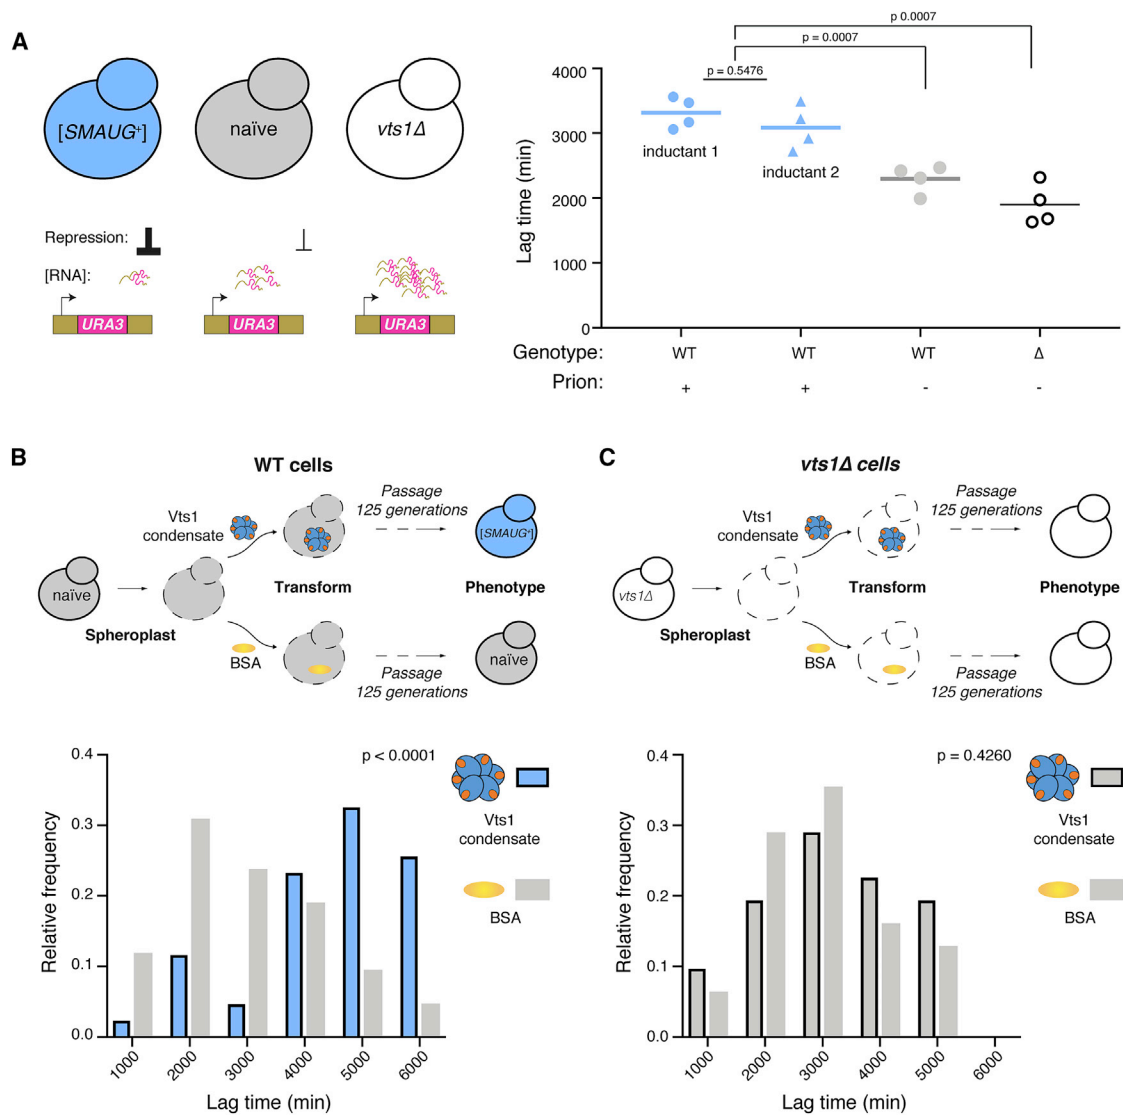 A
[SMAUG+]
naïve
vts1Δ
Repression:
[RNA]:
URA3
URA3
URA3
p 0.0007
p = 0.0007
p = 0.5476
Lag time (min)
4000
3000
2000
1000
0
inductant 1
inductant 2
Genotype: WT WT WT Δ
Prion: + + - -
B
WT cells
Vts1
condensate
Passage
125 generations
[SMAUG+]
naïve
Transform
Phenotype
Spheroplast
BSA
Passage
125 generations
naïve
p < 0.0001
Relative frequency
0.4
0.3
0.2
0.1
0.0
1000 2000 3000 4000 5000 6000
Lag time (min)
Vts1
condensate
BSA
C
vts1Δ cells
Vts1
condensate
Passage
125 generations
vts1Δ
Transform
Phenotype
Spheroplast
BSA
Passage
125 generations
p = 0.4260
Relative frequency
0.4
0.3
0.2
0.1
0.0
1000 2000 3000 4000 5000 6000
Lag time (min)
Vts1
condensate
BSA